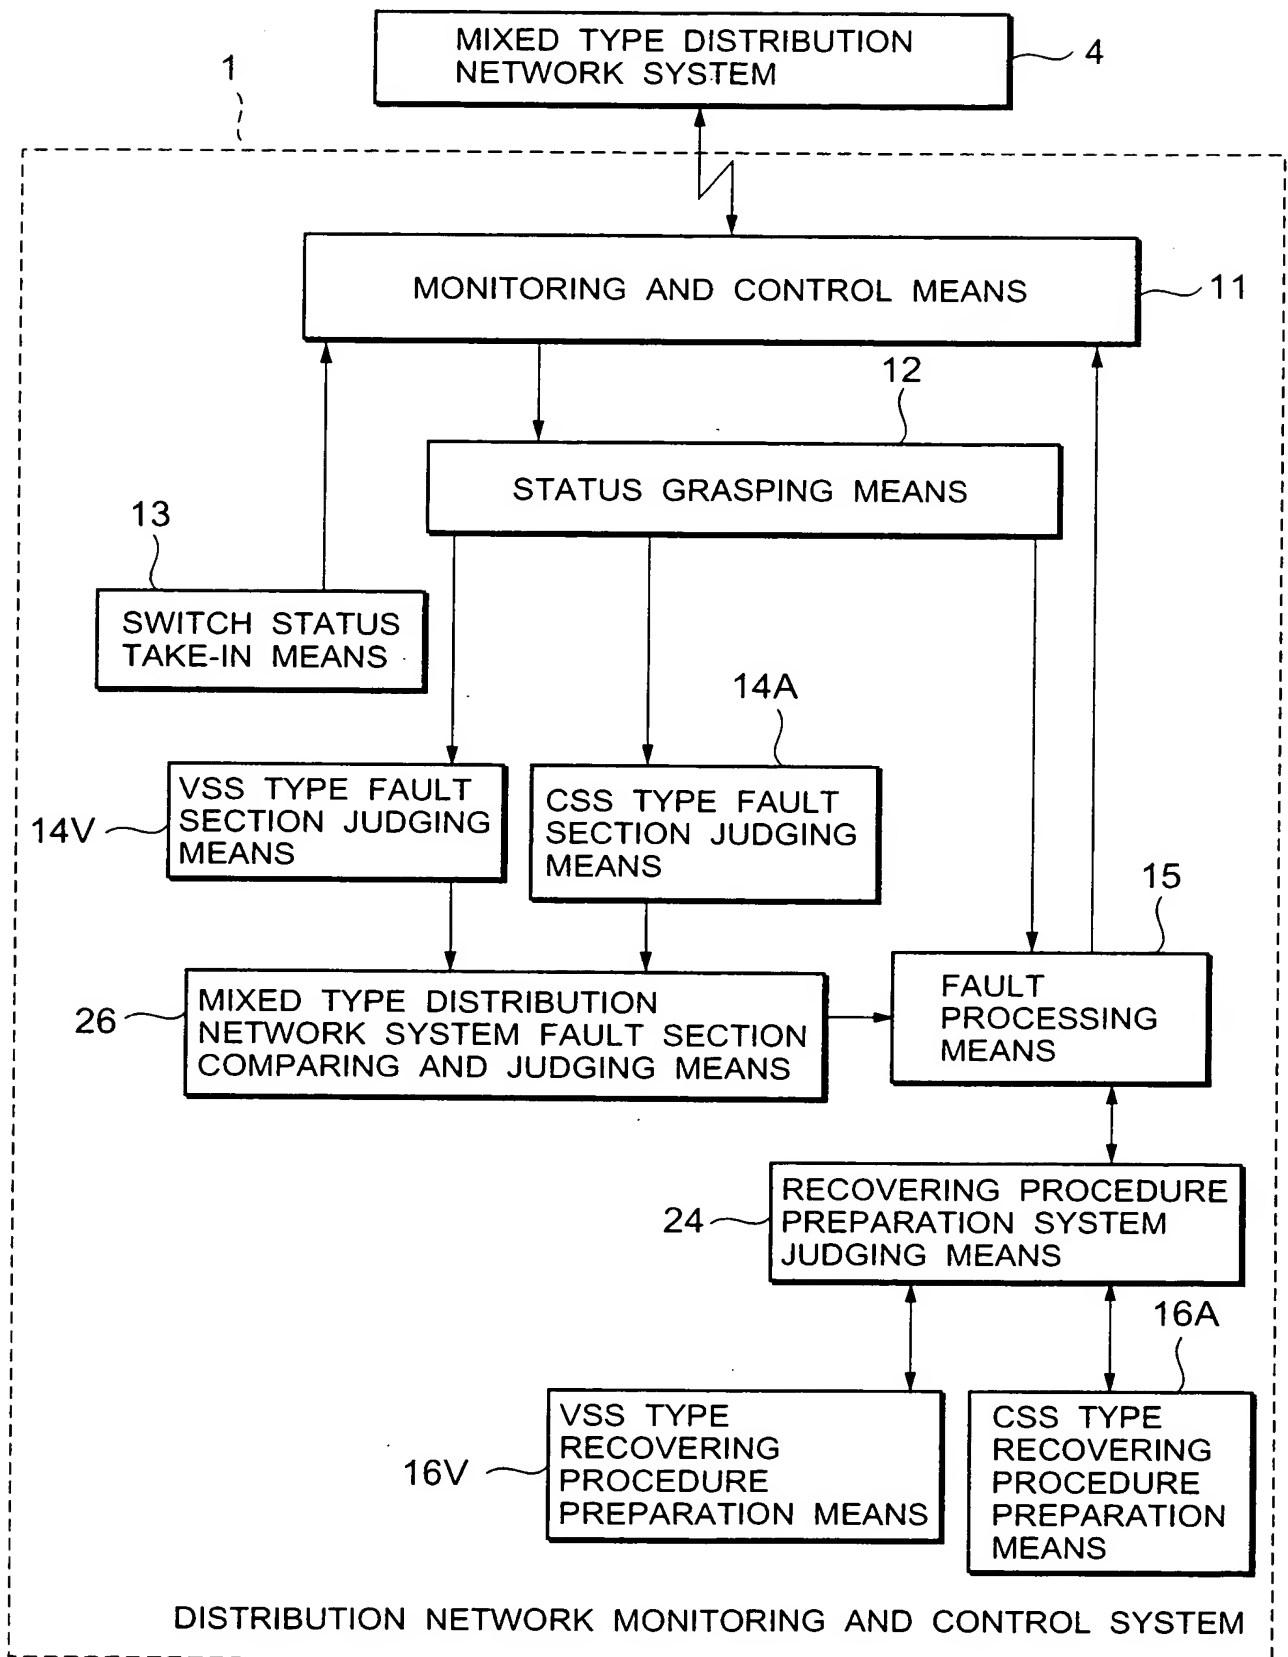 MIXED TYPE DISTRIBUTION
NETWORK SYSTEM
4
1
MONITORING AND CONTROL MEANS
11
12
STATUS GRASPING MEANS
13
SWITCH STATUS
TAKE-IN MEANS
14A
VSS TYPE FAULT
SECTION JUDGING
MEANS
14V
CSS TYPE FAULT
SECTION JUDGING
MEANS
15
26
MIXED TYPE DISTRIBUTION
NETWORK SYSTEM FAULT SECTION
COMPARING AND JUDGING MEANS
FAULT
PROCESSING
MEANS
24
RECOVERING PROCEDURE
PREPARATION SYSTEM
JUDGING MEANS
16A
16V
VSS TYPE
RECOVERING
PROCEDURE
PREPARATION MEANS
CSS TYPE
RECOVERING
PROCEDURE
PREPARATION
MEANS
DISTRIBUTION NETWORK MONITORING AND CONTROL SYSTEM